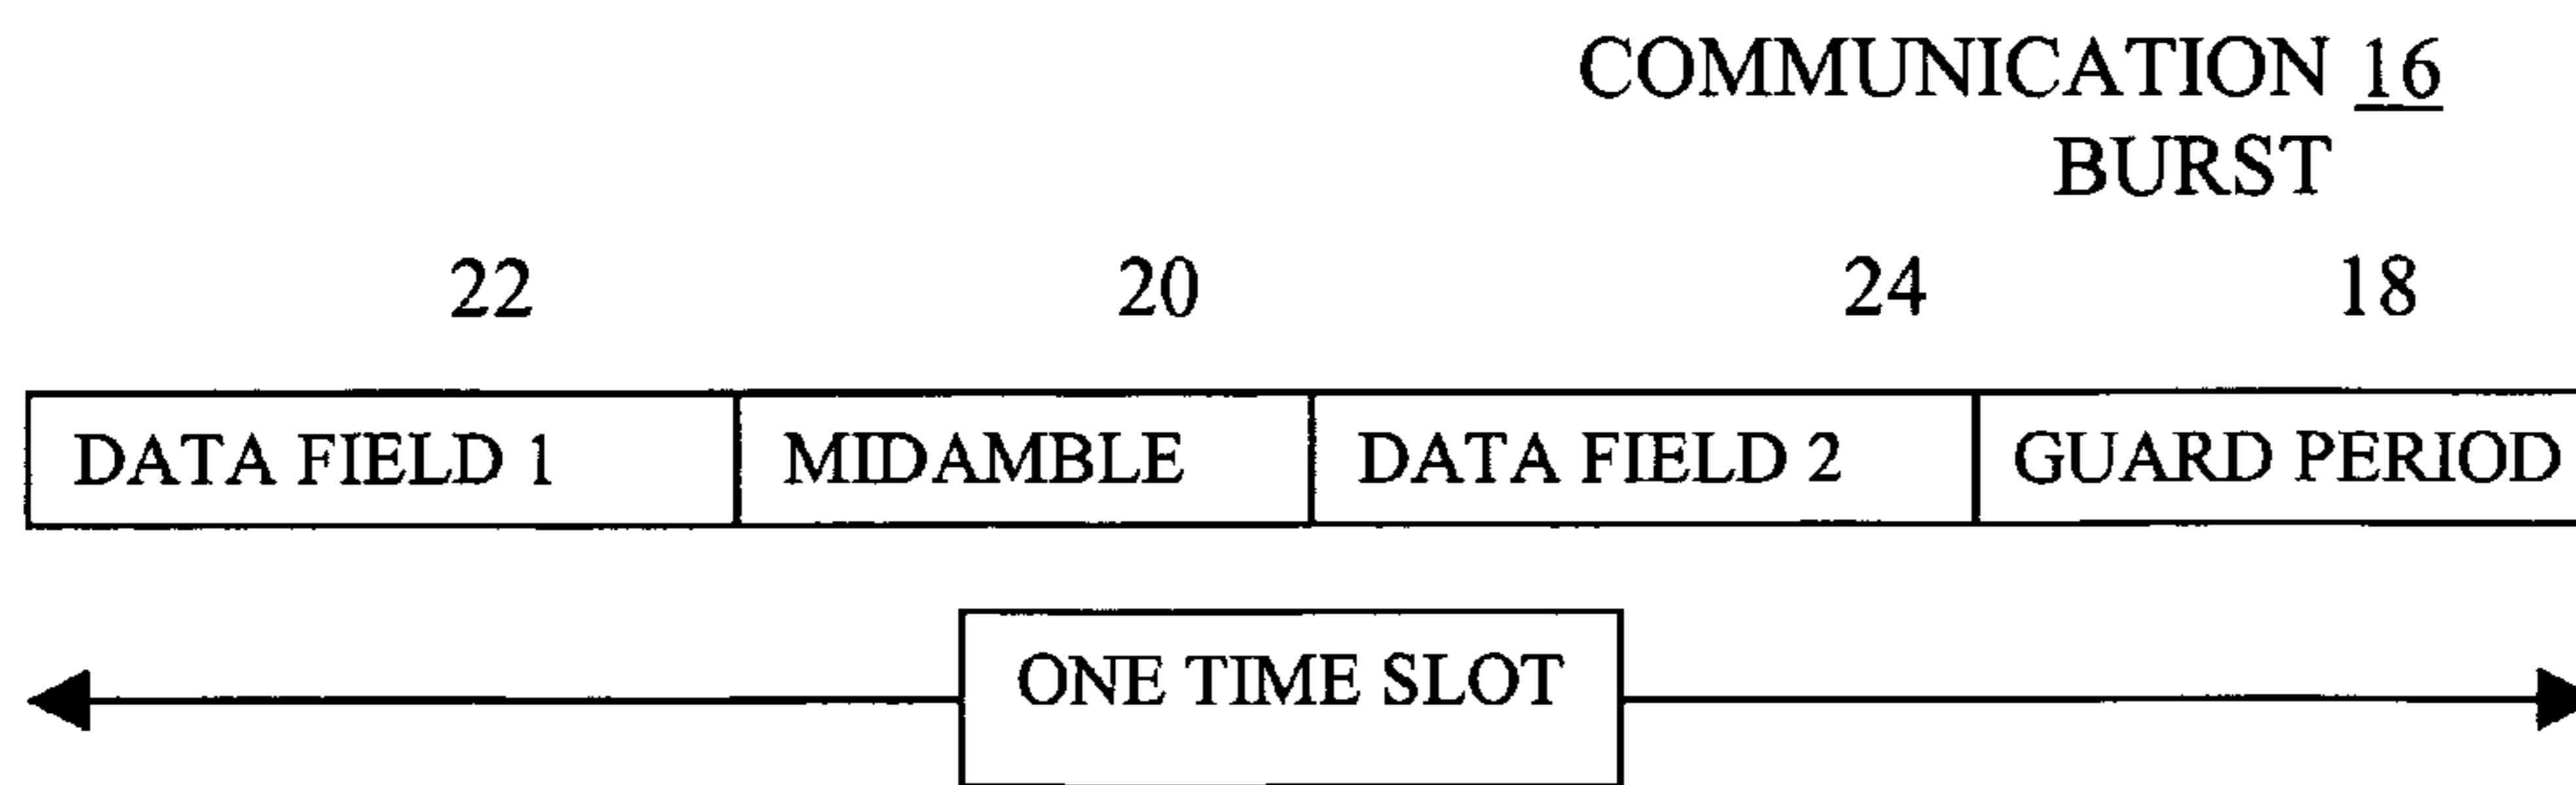 COMMUNICATION 16
BURST
22 20 24 18
DATA FIELD 1 MIDAMBLE DATA FIELD 2 GUARD PERIOD
ONE TIME SLOT